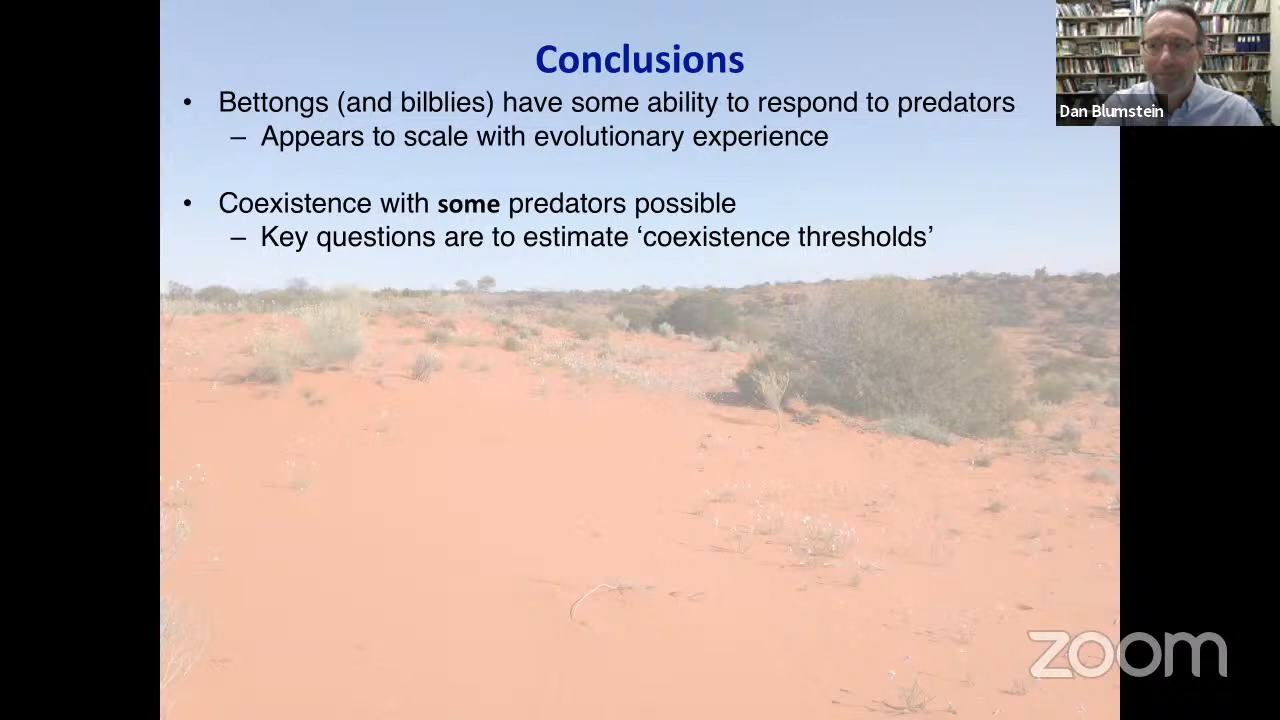 Conclusions
• Bettongs (and bilblies) have some ability to respond to predators
– Appears to scale with evolutionary experience
• Coexistence with some predators possible
– Key questions are to estimate ‘coexistence thresholds’
Dan Blumstein
zoom